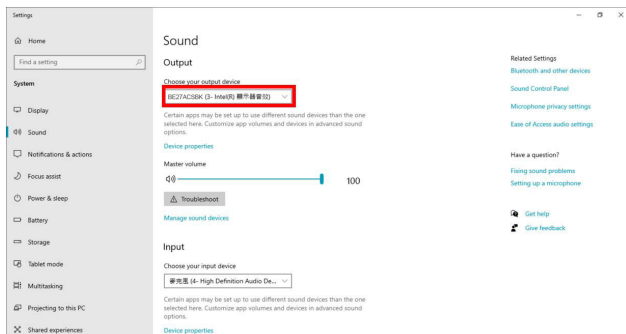 Settings
Home
Find a setting
System
Display
Sound
Notifications & actions
Focus assist
Power & sleep
Battery
Storage
Tablet mode
Multitasking
Projecting to this PC
Shared experiences
Sound
Output
Choose your output device
BE27ACSBK (3- Intel(R) 顯示器音效)
Certain apps may be set up to use different sound devices than the one
selected here. Customize app volumes and devices in advanced sound
options.
Device properties
Master volume
100
Troubleshoot
Manage sound devices
Input
Choose your input device
麥克風 (4- High Definition Audio De...
Certain apps may be set up to use different sound devices than the one
selected here. Customize app volumes and devices in advanced sound
options.
Device properties
Related Settings
Bluetooth and other devices
Sound Control Panel
Microphone privacy settings
Ease of Access audio settings
Have a question?
Fixing sound problems
Setting up a microphone
Get help
Give feedback